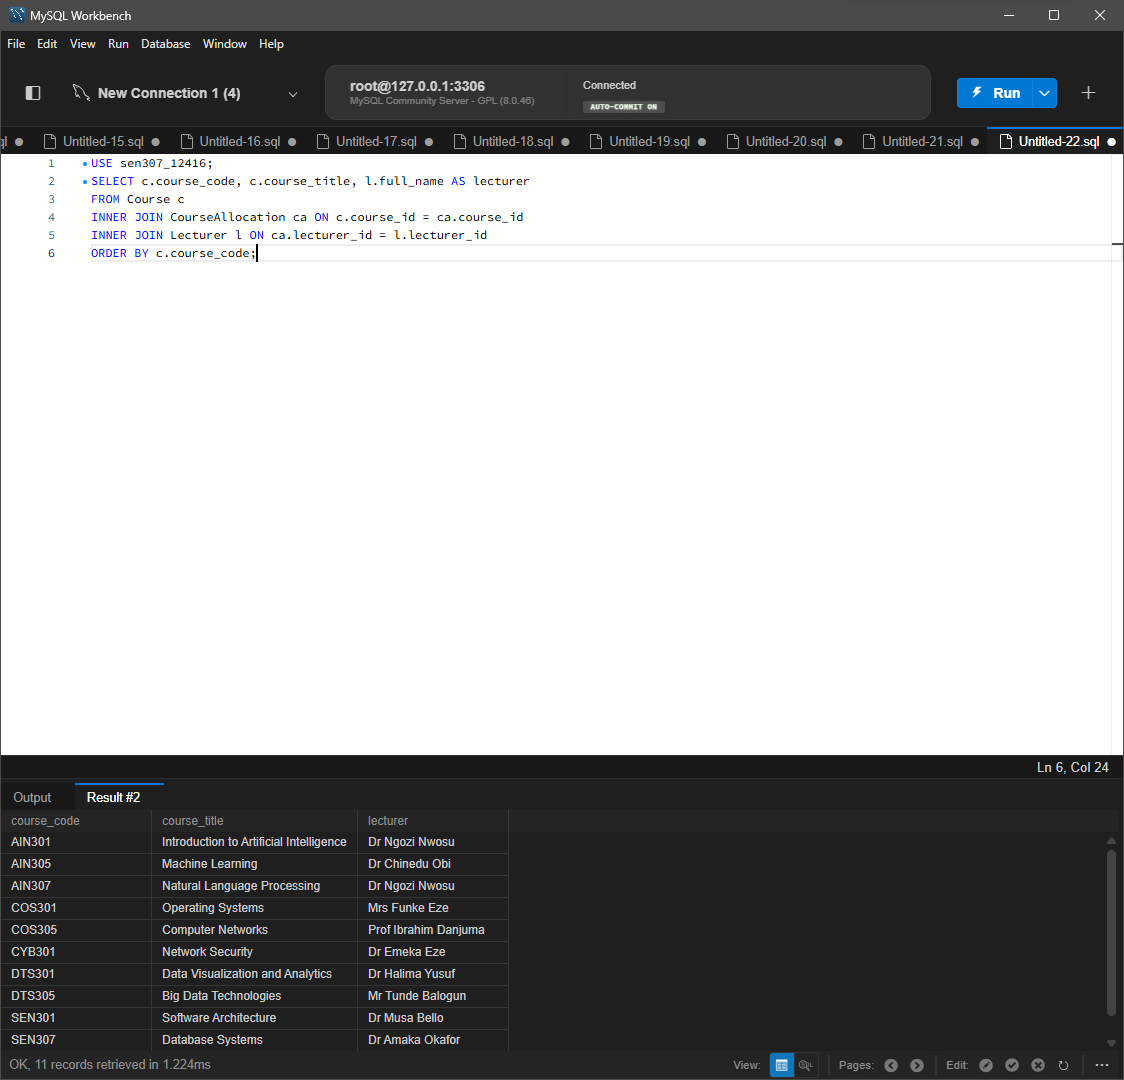 MySQL Workbench
File Edit View Run Database Window Help
New Connection 1 (4)
root@127.0.0.1:3306
MySQL Community Server - GPL (8.0.46)
Connected
AUTO-COMMIT ON
Run
ql Untitled-15.sql Untitled-16.sql Untitled-17.sql Untitled-18.sql Untitled-19.sql Untitled-20.sql Untitled-21.sql Untitled-22.sql
1 USE sen307_12416;
2 SELECT c.course_code, c.course_title, l.full_name AS lecturer
3 FROM Course c
4 INNER JOIN CourseAllocation ca ON c.course_id = ca.course_id
5 INNER JOIN Lecturer l ON ca.lecturer_id = l.lecturer_id
6 ORDER BY c.course_code;
Ln 6, Col 24
Output Result #2
course_code course_title lecturer
AIN301 Introduction to Artificial Intelligence Dr Ngozi Nwosu
AIN305 Machine Learning Dr Chinedu Obi
AIN307 Natural Language Processing Dr Ngozi Nwosu
COS301 Operating Systems Mrs Funke Eze
COS305 Computer Networks Prof Ibrahim Danjuma
CYB301 Network Security Dr Emeka Eze
DTS301 Data Visualization and Analytics Dr Halima Yusuf
DTS305 Big Data Technologies Mr Tunde Balogun
SEN301 Software Architecture Dr Musa Bello
SEN307 Database Systems Dr Amaka Okafor
OK, 11 records retrieved in 1.224ms View: Pages: Edit: